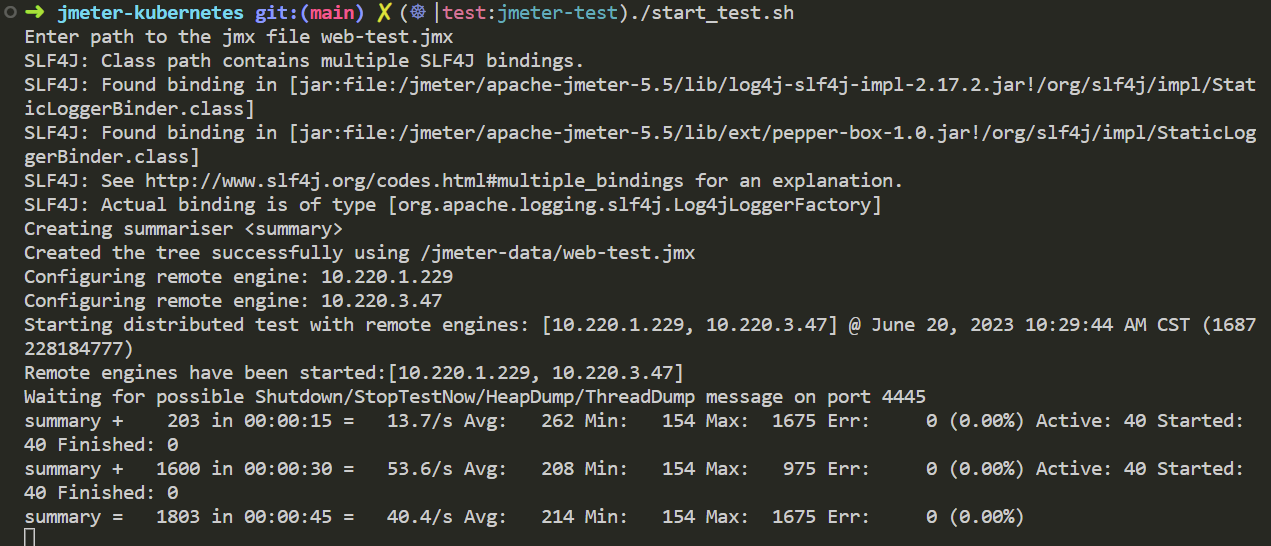 ➜ jmeter-kubernetes git:(main) ✗ (⎈ |test:jmeter-test)./start_test.sh
Enter path to the jmx file web-test.jmx
SLF4J: Class path contains multiple SLF4J bindings.
SLF4J: Found binding in [jar:file:/jmeter/apache-jmeter-5.5/lib/log4j-slf4j-impl-2.17.2.jar!/org/slf4j/impl/Stat
icLoggerBinder.class]
SLF4J: Found binding in [jar:file:/jmeter/apache-jmeter-5.5/lib/ext/pepper-box-1.0.jar!/org/slf4j/impl/StaticLog
gerBinder.class]
SLF4J: See http://www.slf4j.org/codes.html#multiple_bindings for an explanation.
SLF4J: Actual binding is of type [org.apache.logging.slf4j.Log4jLoggerFactory]
Creating summariser <summary>
Created the tree successfully using /jmeter-data/web-test.jmx
Configuring remote engine: 10.220.1.229
Configuring remote engine: 10.220.3.47
Starting distributed test with remote engines: [10.220.1.229, 10.220.3.47] @ June 20, 2023 10:29:44 AM CST (1687
228184777)
Remote engines have been started:[10.220.1.229, 10.220.3.47]
Waiting for possible Shutdown/StopTestNow/HeapDump/ThreadDump message on port 4445
summary +    203 in 00:00:15 =   13.7/s Avg:   262 Min:   154 Max:  1675 Err:     0 (0.00%) Active: 40 Started:
40 Finished: 0
summary +   1600 in 00:00:30 =   53.6/s Avg:   208 Min:   154 Max:   975 Err:     0 (0.00%) Active: 40 Started:
40 Finished: 0
summary =   1803 in 00:00:45 =   40.4/s Avg:   214 Min:   154 Max:  1675 Err:     0 (0.00%)